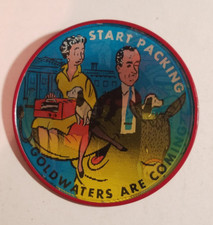 START PACKING
GOLDWATERS ARE COMING